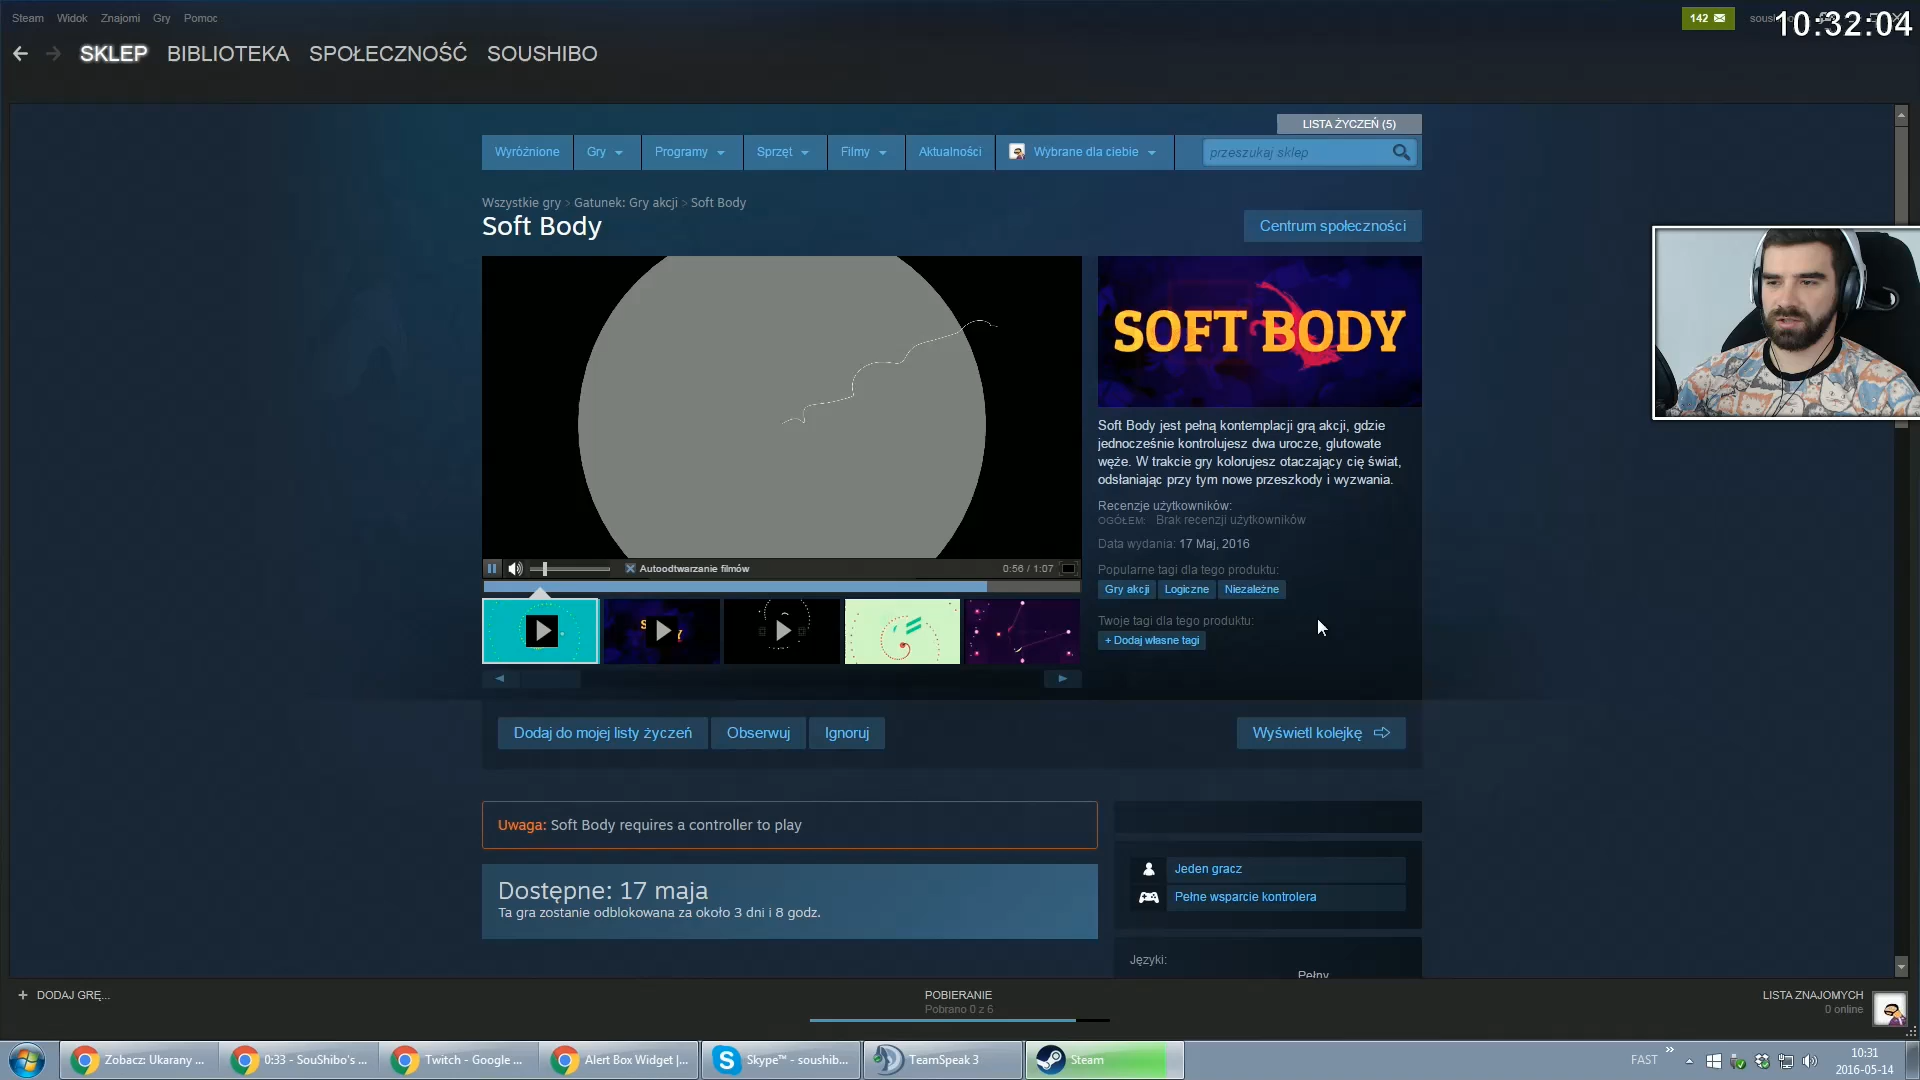 Steam Widok Znajomi Gry Pomoc
142
10:32:04
SKLEP BIBLIOTEKA SPOŁECZNOŚĆ SOUSHIBO
LISTA ŻYCZEŃ (5)
Wyróżnione Gry Programy Sprzęt Filmy Aktualności Wybrane dla ciebie przeszukaj sklep
Wszystkie gry > Gatunek: Gry akcji > Soft Body
Soft Body
Centrum społeczności
SOFT BODY
Soft Body jest pełną kontemplacji grą akcji, gdzie
jednocześnie kontrolujesz dwa urocze, glutowate
węże. W trakcie gry kolorujesz otaczający cię świat,
odsłaniając przy tym nowe przeszkody i wyzwania.
Recenzje użytkowników:
OGÓŁEM: Brak recenzji użytkowników
Data wydania: 17 Maj, 2016
Autoodtwarzanie filmów 0:56 / 1:07
Popularne tagi dla tego produktu:
Gry akcji Logiczne Niezależne
Twoje tagi dla tego produktu:
+ Dodaj własne tagi
Dodaj do mojej listy życzeń Obserwuj Ignoruj Wyświetl kolejkę
Uwaga: Soft Body requires a controller to play
Dostępne: 17 maja
Ta gra zostanie odblokowana za około 3 dni i 8 godz.
Jeden gracz
Pełne wsparcie kontrolera
Języki:
Pełny
+ DODAJ GRĘ...
POBIERANIE
Pobrano 0 z 6
LISTA ZNAJOMYCH
0 online
Zobacz: Ukarany ... 0:33 - SouShibo's ... Twitch - Google ... Alert Box Widget |... Skype™ - soushib... TeamSpeak 3 Steam
FAST
10:31
2016-05-14